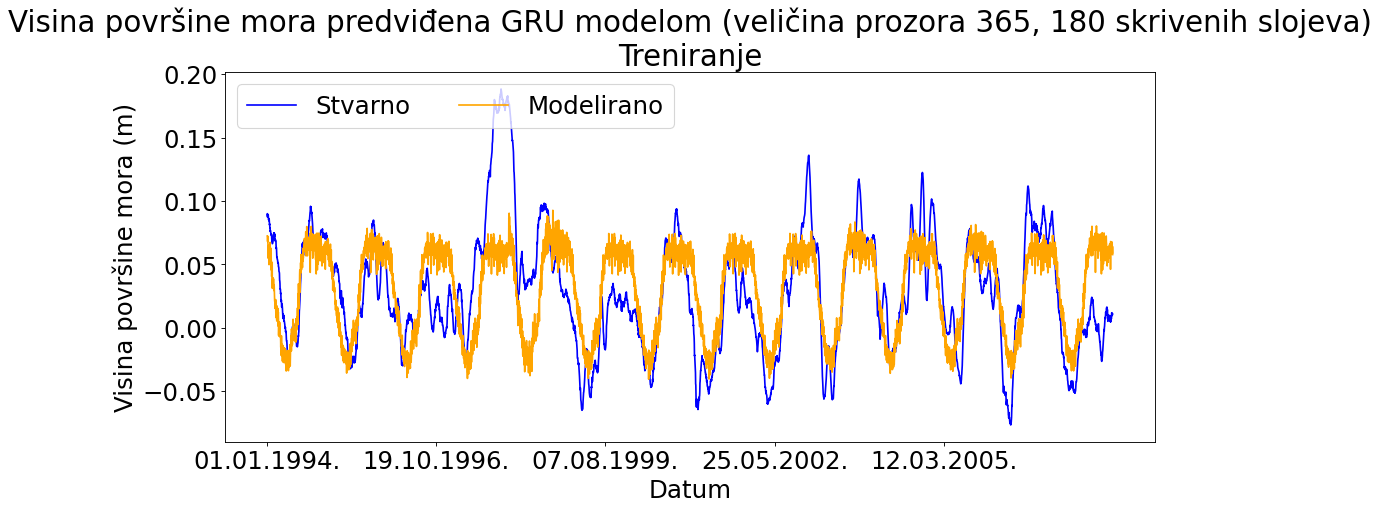 Visina površine mora predviđena GRU modelom (veličina prozora 365, 180 skrivenih slojeva)
Treniranje
Stvarno
Modelirano
Visina površine mora (m)
0.20
0.15
0.10
0.05
0.00
−0.05
01.01.1994.
19.10.1996.
07.08.1999.
25.05.2002.
12.03.2005.
Datum